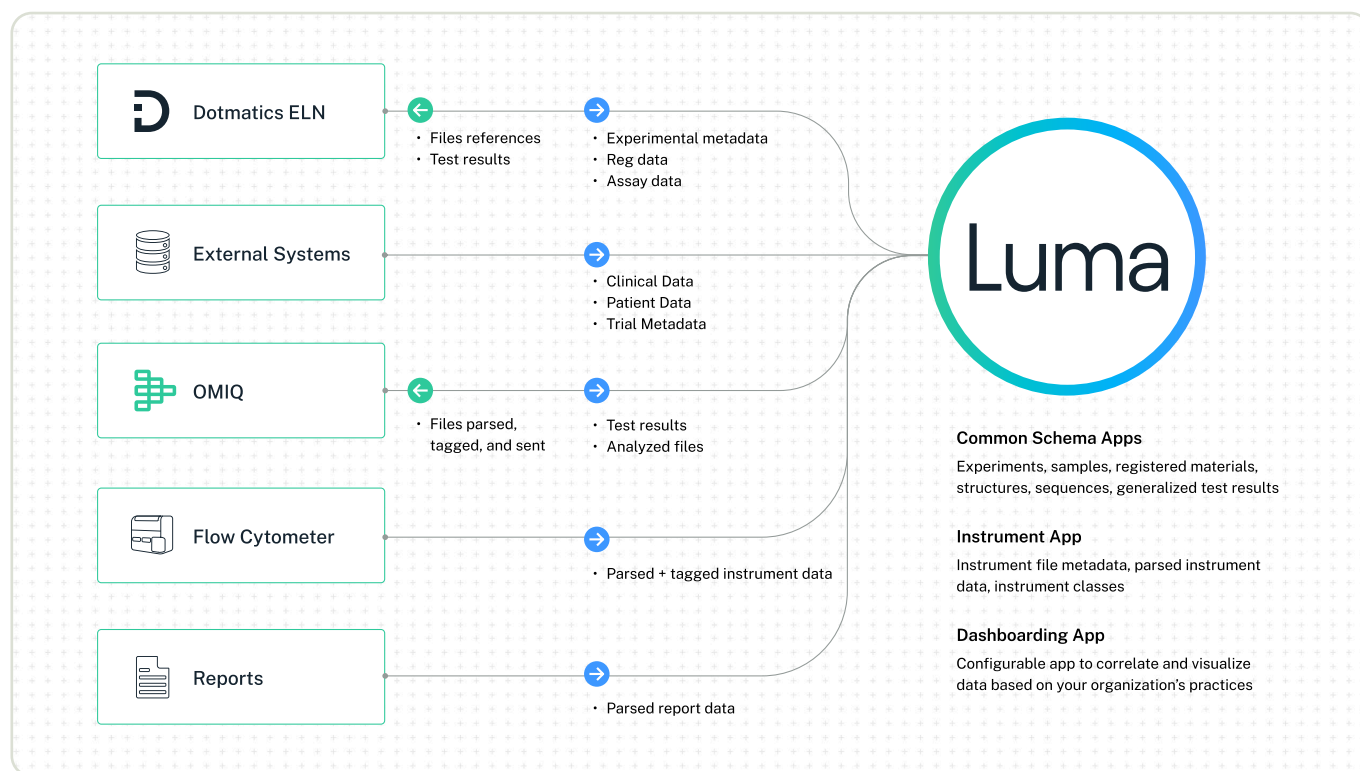 Dotmatics ELN
• Files references
• Test results
• Experimental metadata
• Reg data
• Assay data
External Systems
• Clinical Data
• Patient Data
• Trial Metadata
OMIQ
• Files parsed,
tagged, and sent
• Test results
• Analyzed files
Flow Cytometer
• Parsed + tagged instrument data
Reports
• Parsed report data
Luma
Common Schema Apps
Experiments, samples, registered materials,
structures, sequences, generalized test results
Instrument App
Instrument file metadata, parsed instrument
data, instrument classes
Dashboarding App
Configurable app to correlate and visualize
data based on your organization’s practices